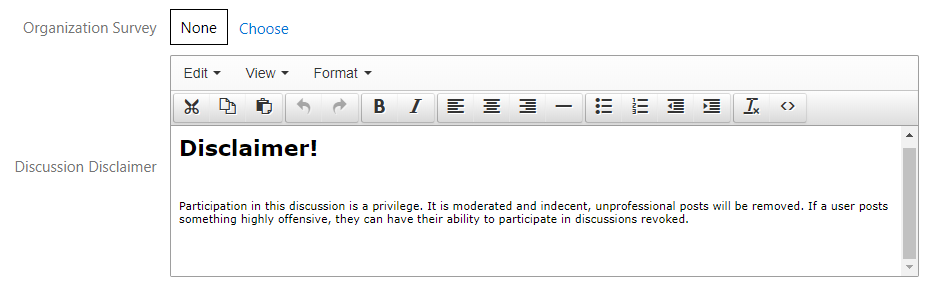 Organization Survey None Choose
Edit View Format
B I
Discussion Disclaimer
Disclaimer!
Participation in this discussion is a privilege. It is moderated and indecent, unprofessional posts will be removed. If a user posts
something highly offensive, they can have their ability to participate in discussions revoked.